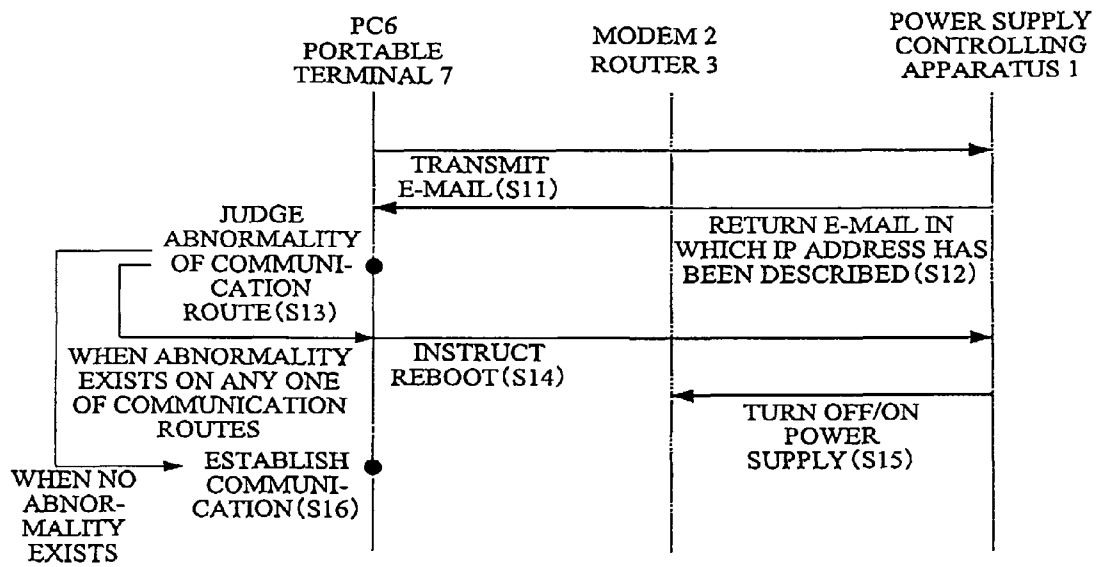 PC6
PORTABLE
TERMINAL 7
MODEM 2
ROUTER 3
POWER SUPPLY
CONTROLLING
APPARATUS 1
TRANSMIT
E-MAIL(S11)
RETURN E-MAIL IN
WHICH IP ADDRESS HAS
BEEN DESCRIBED(S12)
JUDGE
ABNORMALITY
OF COMMUNI-
CATION
ROUTE(S13)
WHEN ABNORMALITY
EXISTS ON ANY ONE
OF COMMUNICATION
ROUTES
INSTRUCT
REBOOT(S14)
TURN OFF/ON
POWER
SUPPLY(S15)
ESTABLISH
COMMUNI-
CATION(S16)
WHEN NO
ABNOR-
MALITY
EXISTS